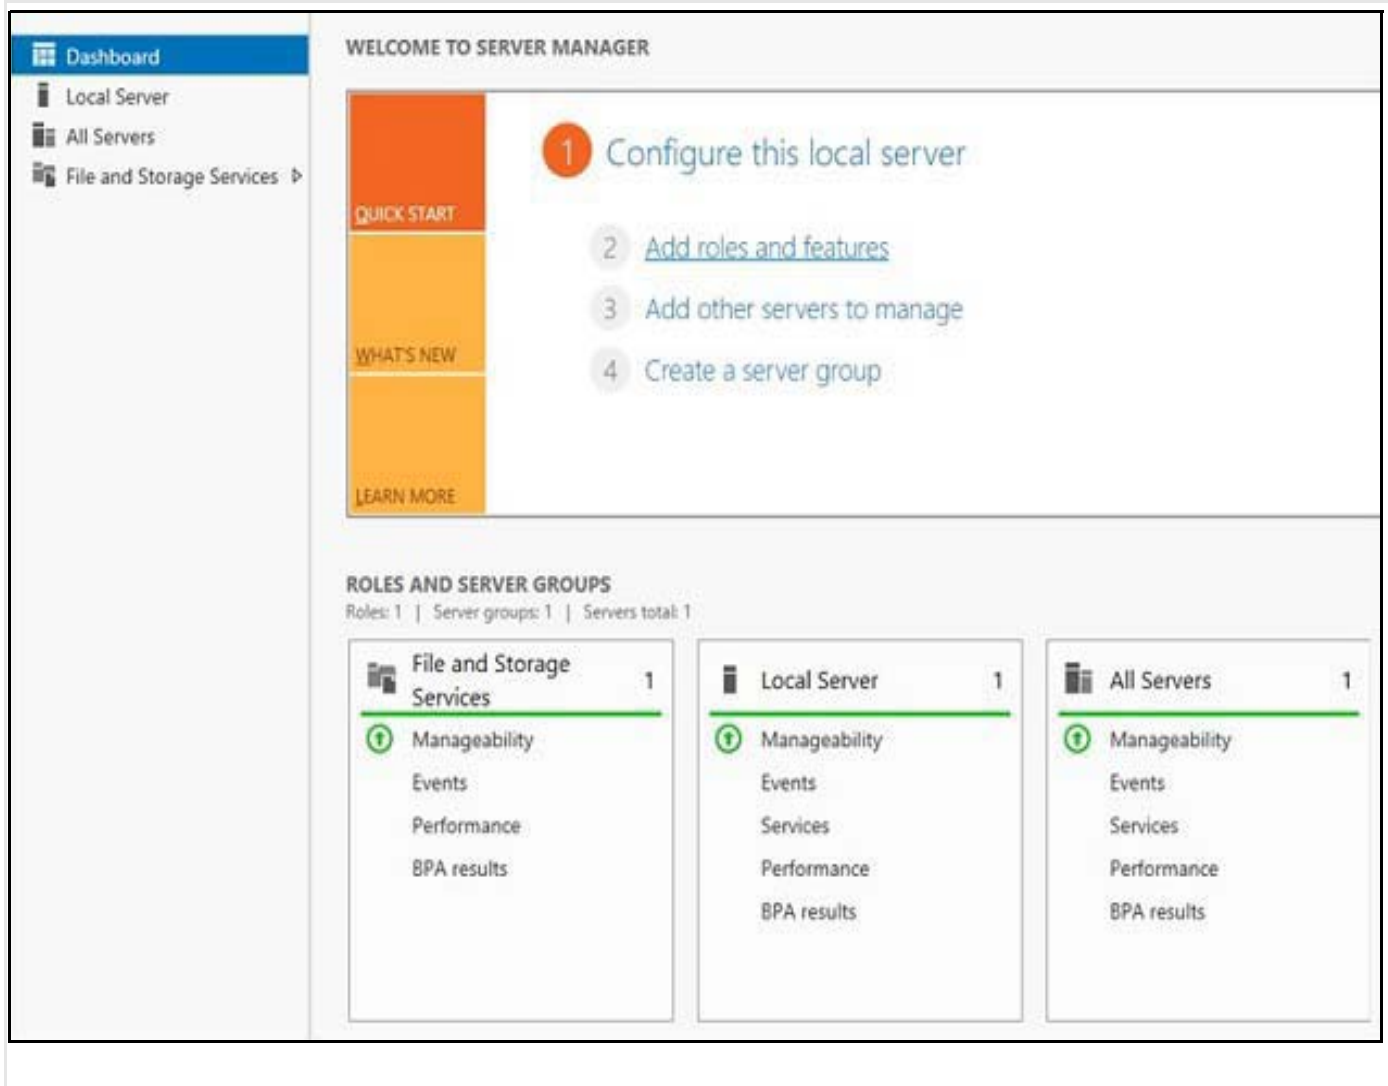 Dashboard
Local Server
All Servers
File and Storage Services
WELCOME TO SERVER MANAGER
QUICK START
WHAT'S NEW
LEARN MORE
1 Configure this local server
2 Add roles and features
3 Add other servers to manage
4 Create a server group
ROLES AND SERVER GROUPS
Roles: 1 | Server groups: 1 | Servers total: 1
File and Storage
Services 1
Manageability
Events
Performance
BPA results
Local Server 1
Manageability
Events
Services
Performance
BPA results
All Servers 1
Manageability
Events
Services
Performance
BPA results